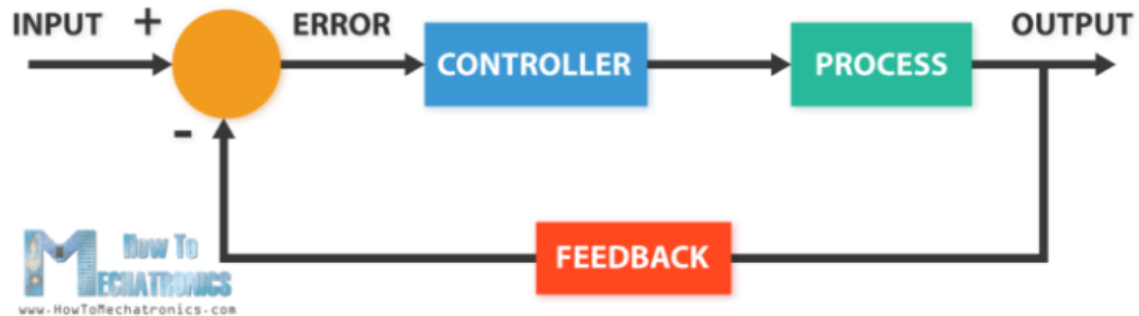 INPUT + ERROR OUTPUT
CONTROLLER PROCESS
-
FEEDBACK
How To
MECHATRONICS
www.HowToMechatronics.com